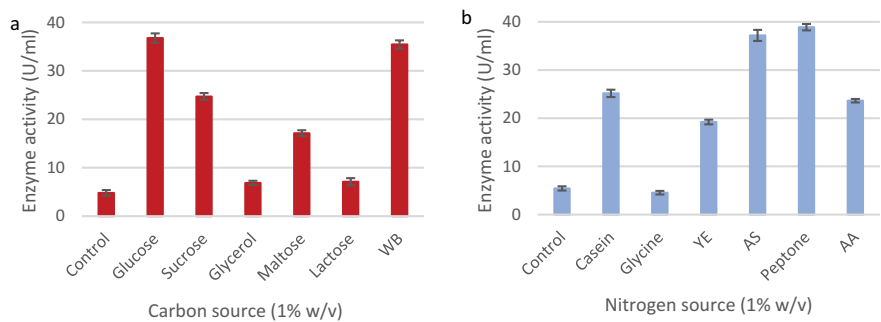 a
Enzyme activity (U/ml)
40
30
20
10
0
Control
Glucose
Sucrose
Glycerol
Maltose
Lactose
WB
Carbon source (1% w/v)
b
Enzyme activity (U/ml)
40
30
20
10
0
Control
Casein
Glycine
YE
AS
Peptone
AA
Nitrogen source (1% w/v)